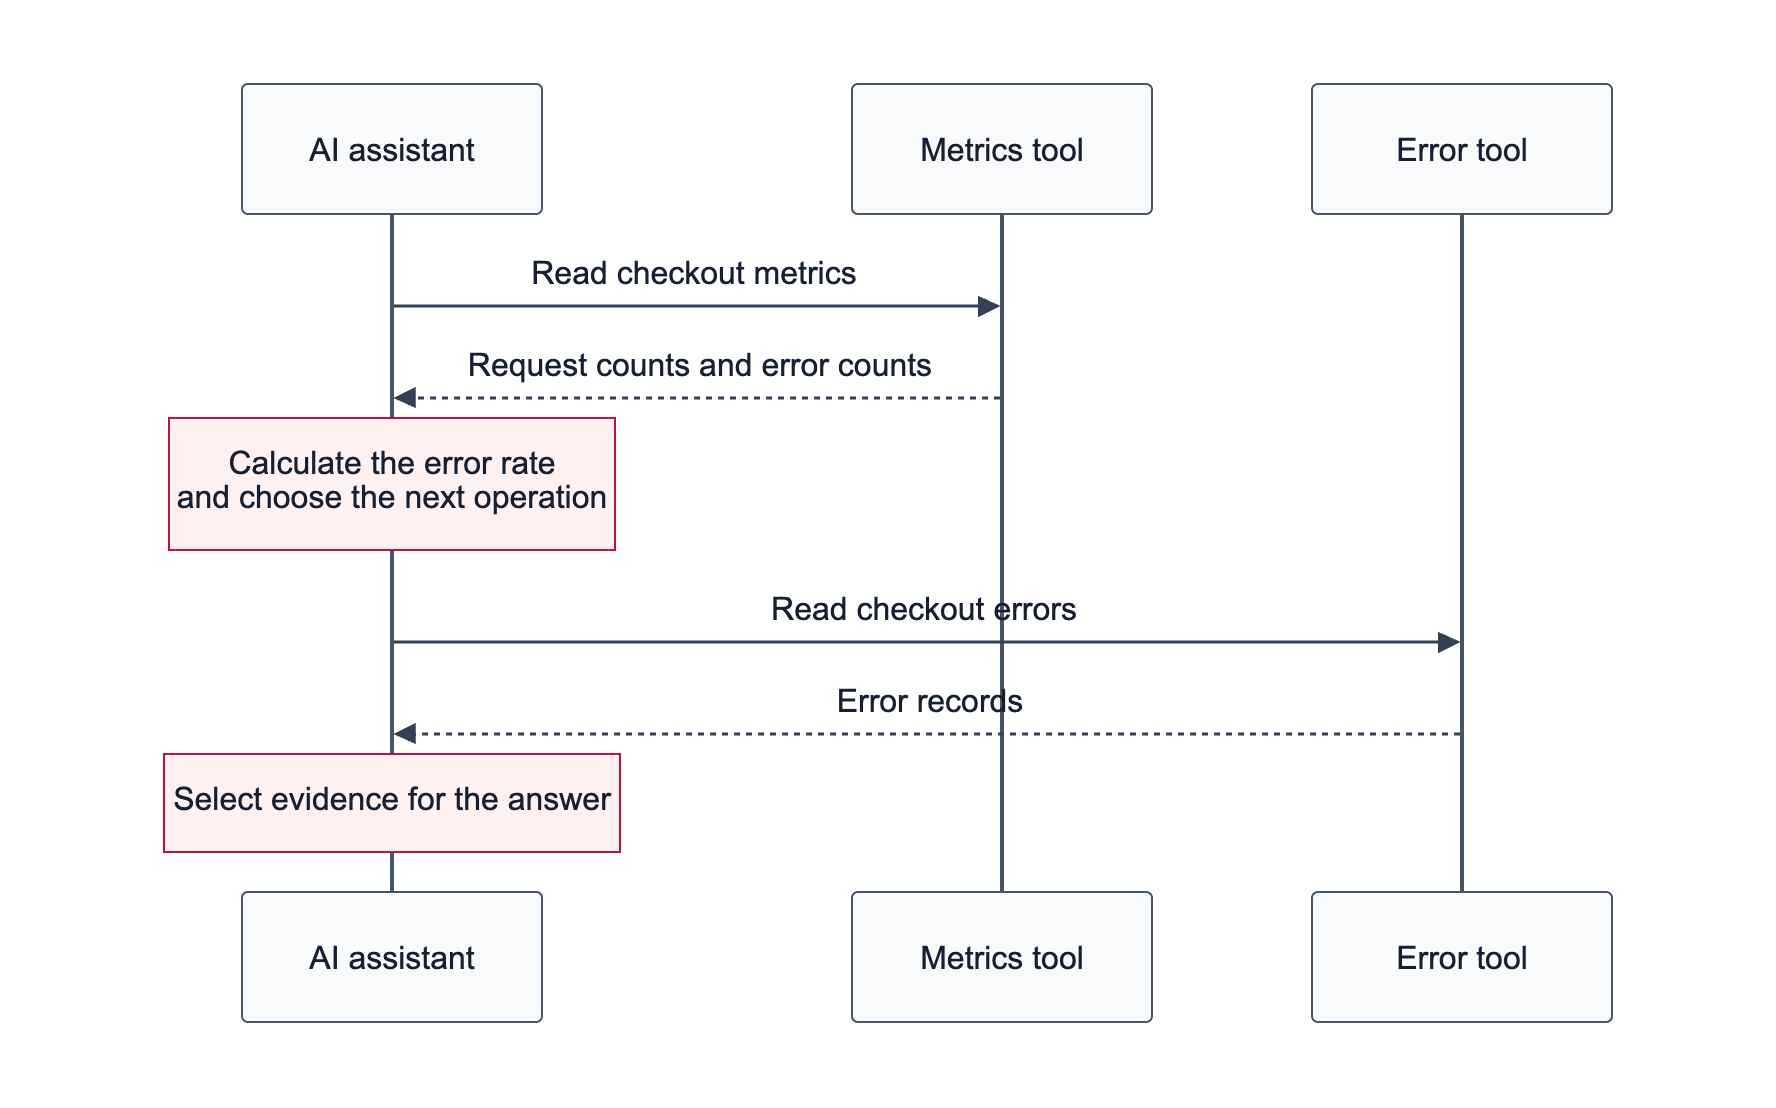 AI assistant
Metrics tool
Error tool
Read checkout metrics
Request counts and error counts
Calculate the error rate
and choose the next operation
Read checkout errors
Error records
Select evidence for the answer
AI assistant
Metrics tool
Error tool